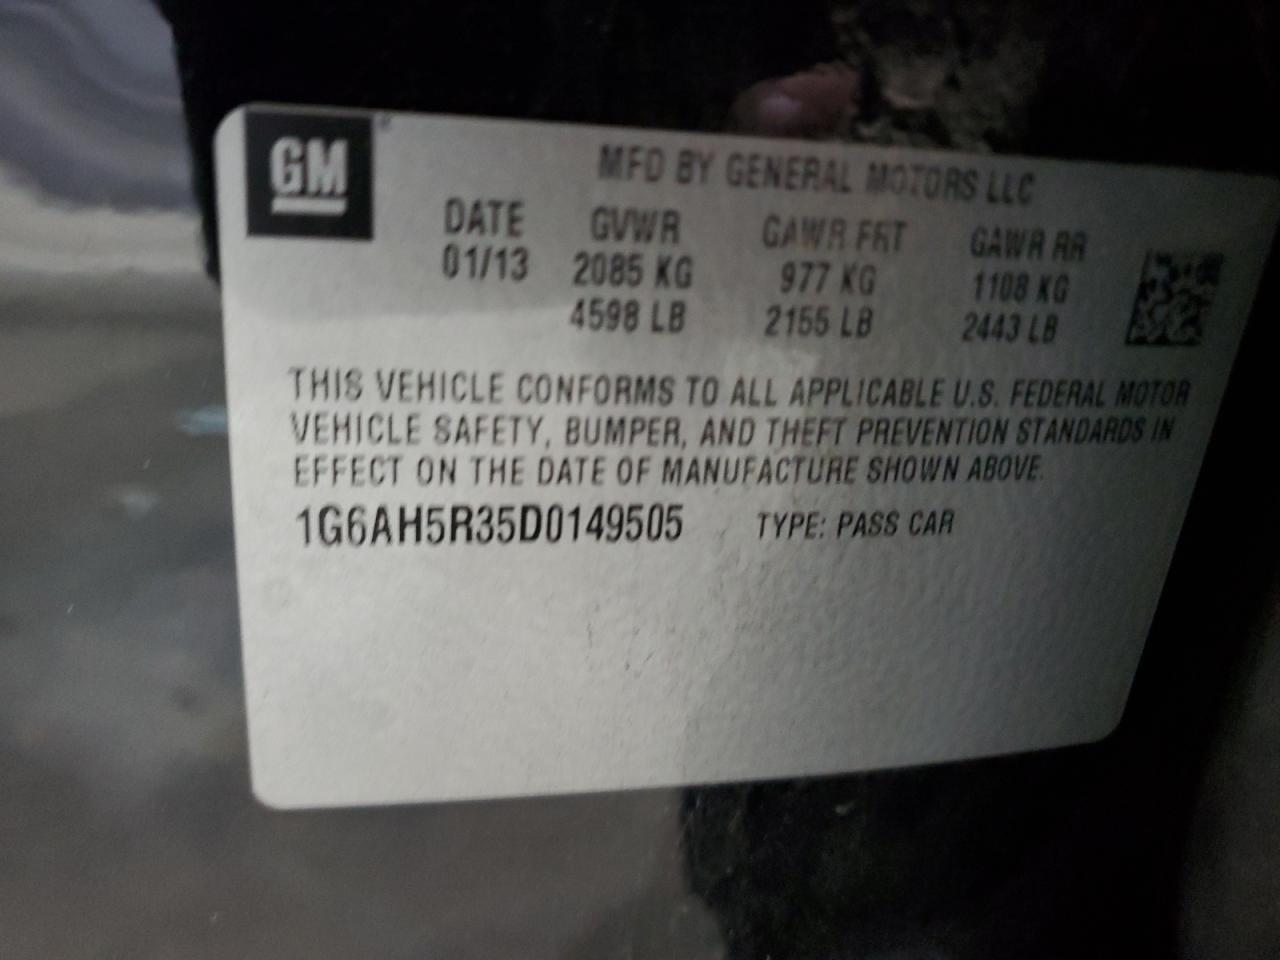 GM
MFD BY GENERAL MOTORS LLC
DATE GVWR GAWR FRT GAWR RR
01/13 2085 KG 977 KG 1108 KG
4598 LB 2155 LB 2443 LB
THIS VEHICLE CONFORMS TO ALL APPLICABLE U.S. FEDERAL MOTOR
VEHICLE SAFETY, BUMPER, AND THEFT PREVENTION STANDARDS IN
EFFECT ON THE DATE OF MANUFACTURE SHOWN ABOVE.
1G6AH5R35D0149505 TYPE: PASS CAR